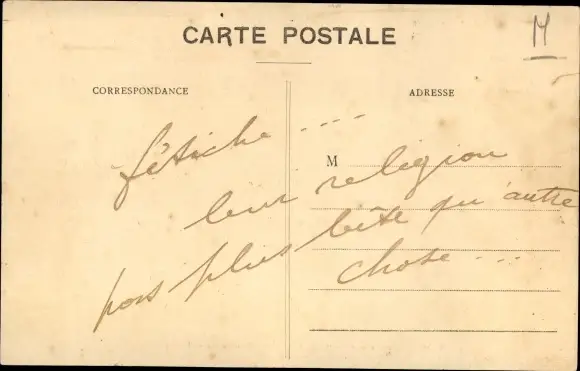 CARTE POSTALE
M
CORRESPONDANCE
ADRESSE
fétiche ....
M
leur religion
pas plus bête qu'autre
chose ...